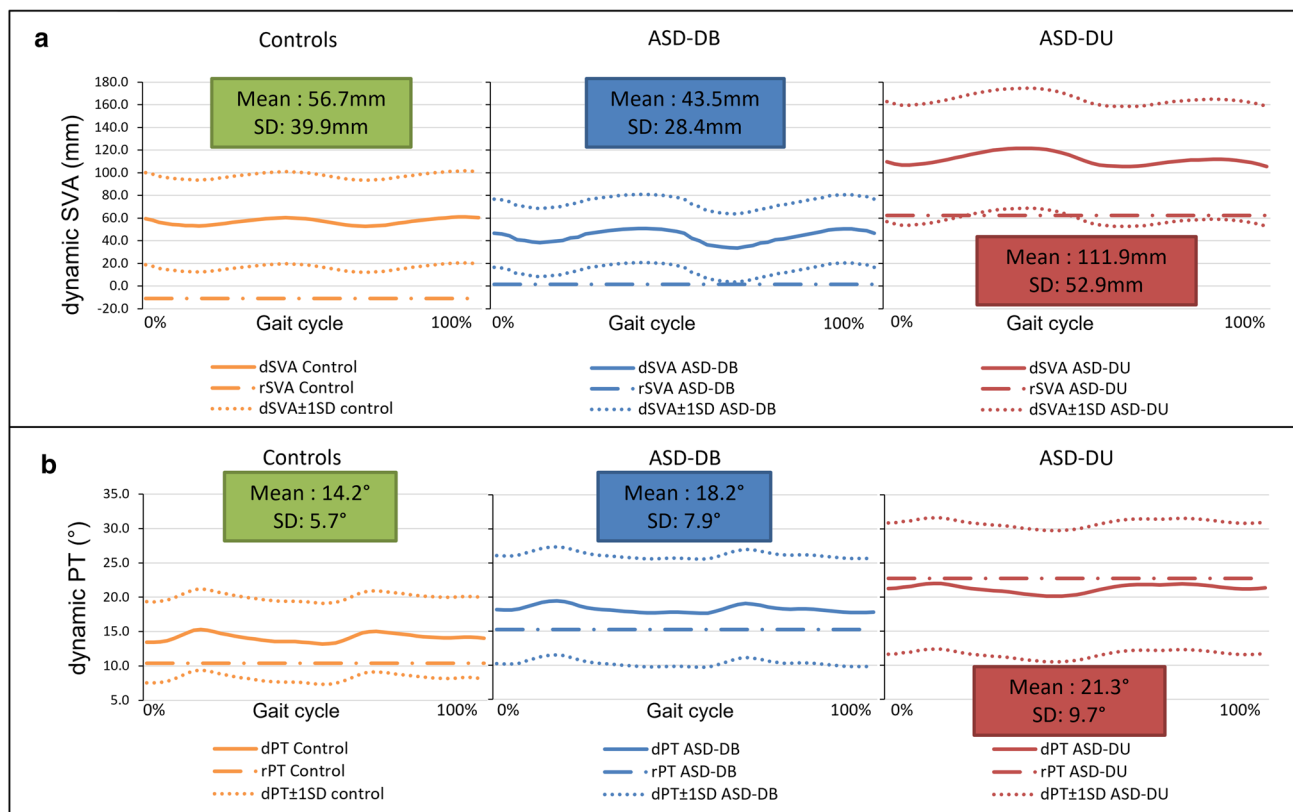 a
Controls
ASD-DB
ASD-DU
dynamic SVA (mm)
180.0
160.0
140.0
120.0
100.0
80.0
60.0
40.0
20.0
0.0
-20.0
Mean : 56.7mm
SD: 39.9mm
Mean : 43.5mm
SD: 28.4mm
Mean : 111.9mm
SD: 52.9mm
0%
Gait cycle
100%
0%
Gait cycle
100%
0%
Gait cycle
100%
dSVA Control
rSVA Control
dSVA±1SD control
dSVA ASD-DB
rSVA ASD-DB
dSVA±1SD ASD-DB
dSVA ASD-DU
rSVA ASD-DU
dSVA±1SD ASD-DU
b
Controls
ASD-DB
ASD-DU
dynamic PT (°)
35.0
30.0
25.0
20.0
15.0
10.0
5.0
Mean : 14.2°
SD: 5.7°
Mean : 18.2°
SD: 7.9°
Mean : 21.3°
SD: 9.7°
0%
Gait cycle
100%
0%
Gait cycle
100%
0%
100%
dPT Control
rPT Control
dPT±1SD control
dPT ASD-DB
rPT ASD-DB
dPT±1SD ASD-DB
dPT ASD-DU
rPT ASD-DU
dPT±1SD ASD-DU